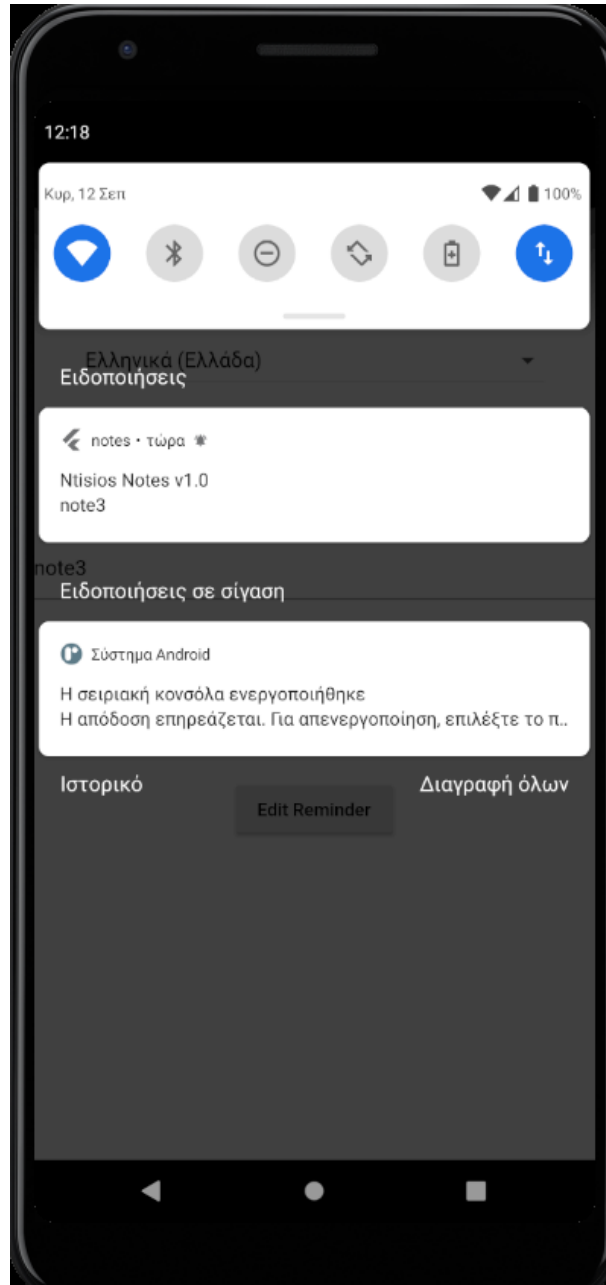 12:18
Κυρ, 12 Σεπ
100%
Ελληνικά (Ελλάδα)
Ειδοποιήσεις
notes • τώρα
Ntisios Notes v1.0
note3
note3
Ειδοποιήσεις σε σίγαση
Σύστημα Android
Η σειριακή κονσόλα ενεργοποιήθηκε
Η απόδοση επηρεάζεται. Για απενεργοποίηση, επιλέξτε το π..
Ιστορικό
Διαγραφή όλων
Edit Reminder